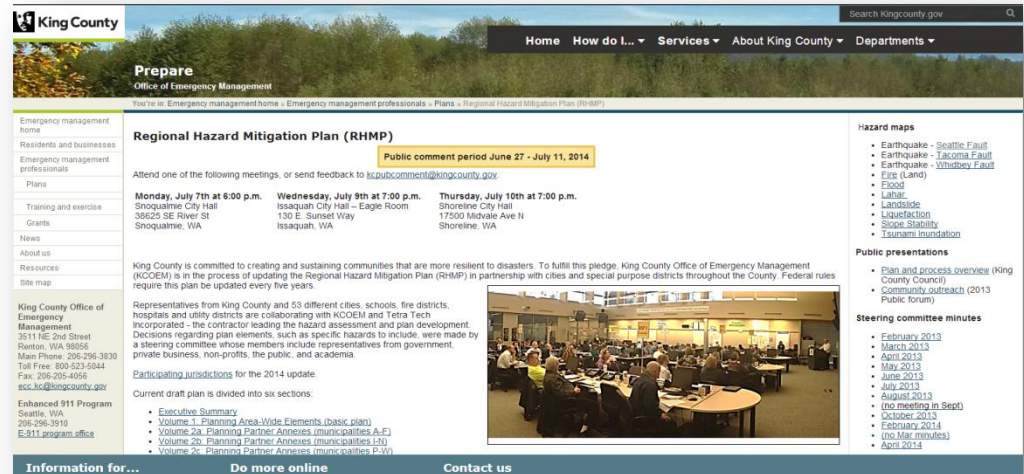 King County
Search Kingcounty.gov
Home How do I... Services About King County Departments
Prepare
Office of Emergency Management
You're in: Emergency management home » Emergency management professionals » Plans » Regional Hazard Mitigation Plan (RHMP)
Emergency management
home
Residents and businesses
Emergency management
professionals
Plans
Training and exercise
Grants
News
About us
Resources
Site map
King County Office of
Emergency
Management
3511 NE 2nd Street
Renton, WA 98056
Main Phone: 206-296-3830
Toll Free: 800-523-5044
Fax: 206-205-4056
ecc.kc@kingcounty.gov
Enhanced 911 Program
Seattle, WA
206-296-3910
E-911 program office
Regional Hazard Mitigation Plan (RHMP)
Public comment period June 27 - July 11, 2014
Attend one of the following meetings, or send feedback to kcpubcomment@kingcounty.gov.
Monday, July 7th at 6:00 p.m.
Snoqualmie City Hall
38625 SE River St
Snoqualmie, WA
Wednesday, July 9th at 7:00 p.m.
Issaquah City Hall – Eagle Room
130 E. Sunset Way
Issaquah, WA
Thursday, July 10th at 7:00 p.m.
Shoreline City Hall
17500 Midvale Ave N
Shoreline, WA
King County is committed to creating and sustaining communities that are more resilient to disasters. To fulfill this pledge, King County Office of Emergency Management
(KCOEM) is in the process of updating the Regional Hazard Mitigation Plan (RHMP) in partnership with cities and special purpose districts throughout the County. Federal rules
require this plan be updated every five years.
Representatives from King County and 53 different cities, schools, fire districts,
hospitals and utility districts are collaborating with KCOEM and Tetra Tech
Incorporated - the contractor leading the hazard assessment and plan development.
Decisions regarding plan elements, such as specific hazards to include, were made by
a steering committee whose members include representatives from government,
private business, non-profits, the public, and academia.
Participating jurisdictions for the 2014 update.
Current draft plan is divided into six sections:
Executive Summary
Volume 1: Planning Area-Wide Elements (basic plan)
Volume 2a: Planning Partner Annexes (municipalities A-F)
Volume 2b: Planning Partner Annexes (municipalities I-N)
Volume 2c: Planning Partner Annexes (municipalities P-W)
Hazard maps
Earthquake - Seattle Fault
Earthquake - Tacoma Fault
Earthquake - Whidbey Fault
Fire (Land)
Flood
Lahar
Landslide
Liquefaction
Slope Stability
Tsunami Inundation
Public presentations
Plan and process overview (King
County Council)
Community outreach (2013
Public forum)
Steering committee minutes
February 2013
March 2013
April 2013
May 2013
June 2013
July 2013
August 2013
(no meeting in Sept)
October 2013
February 2014
(no Mar minutes)
April 2014
Information for...
Do more online
Contact us